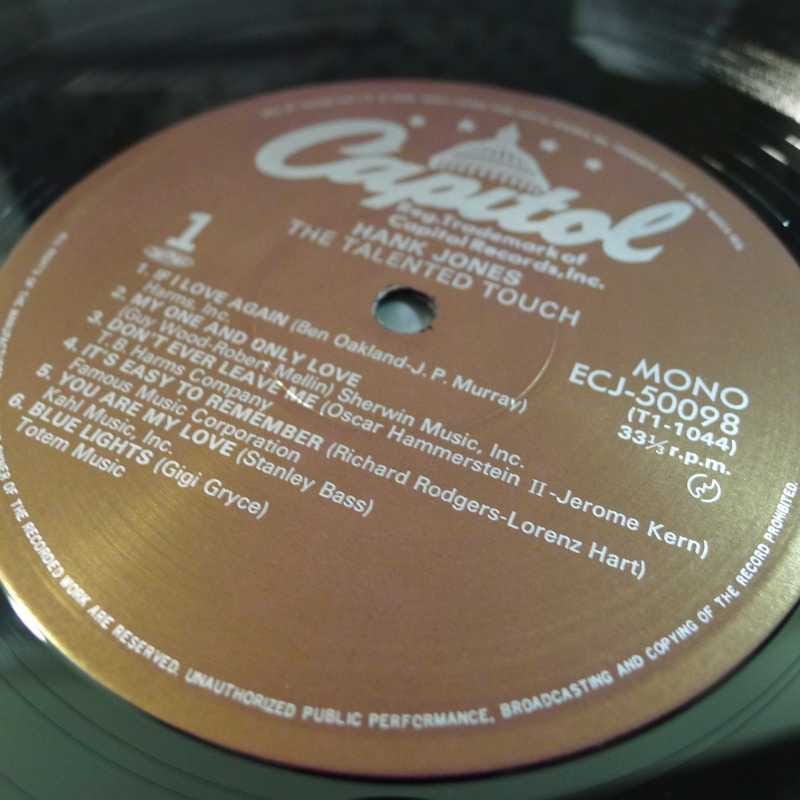 Capitol
Reg. Trademark of
Capitol Records, Inc.
HANK JONES
THE TALENTED TOUCH
1
MONO
ECJ-50098
(T1-1044)
33⅓ r.p.m.
1. IF I LOVE AGAIN (Ben Oakland-J. P. Murray)
Harms, Inc.
2. MY ONE AND ONLY LOVE
(Guy Wood-Robert Mellin) Sherwin Music, Inc.
3. DON'T EVER LEAVE ME (Oscar Hammerstein II-Jerome Kern)
T. B Harms Company
4. IT'S EASY TO REMEMBER (Richard Rodgers-Lorenz Hart)
Famous Music Corporation
5. YOU ARE MY LOVE (Stanley Bass)
Kahl Music, Inc.
6. BLUE LIGHTS (Gigi Gryce)
Totem Music
OWNER OF THE RECORDED WORK ARE RESERVED. UNAUTHORIZED PUBLIC PERFORMANCE, BROADCASTING AND COPYING OF THE RECORD PROHIBITED.